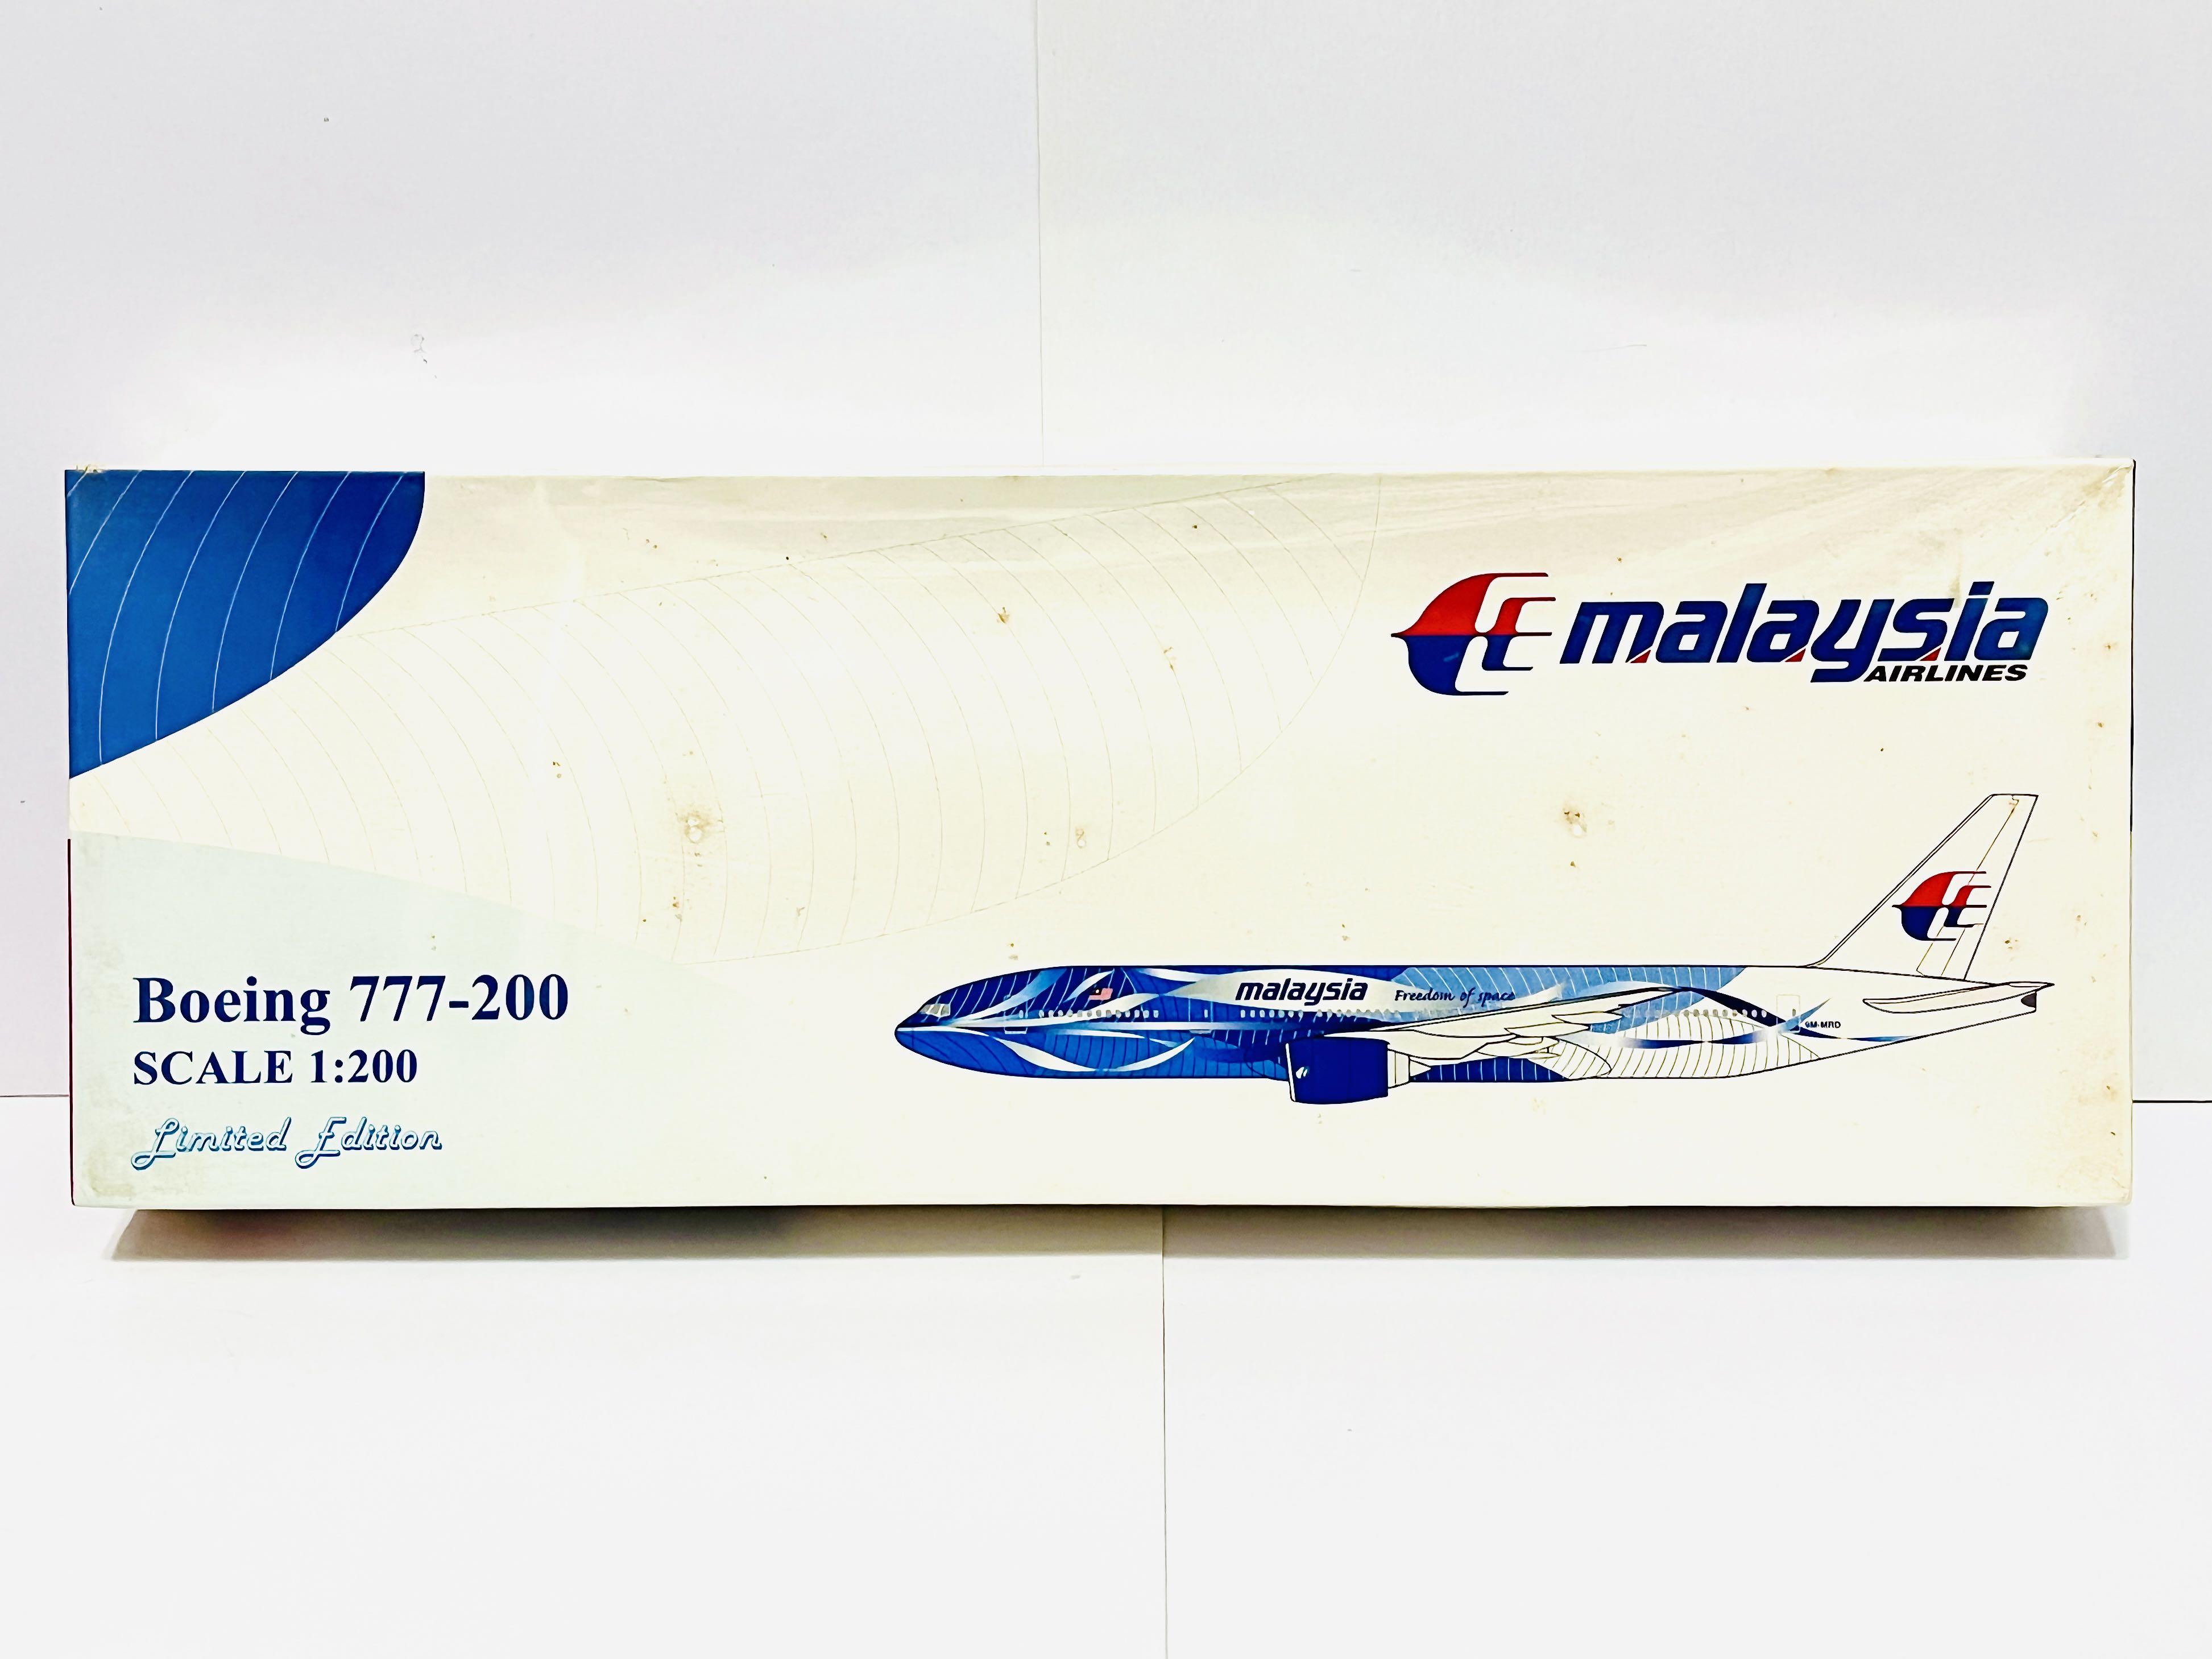 malaysia
AIRLINES
malaysia Freedom of space
9M-MRD
Boeing 777-200
SCALE 1:200
Limited Edition